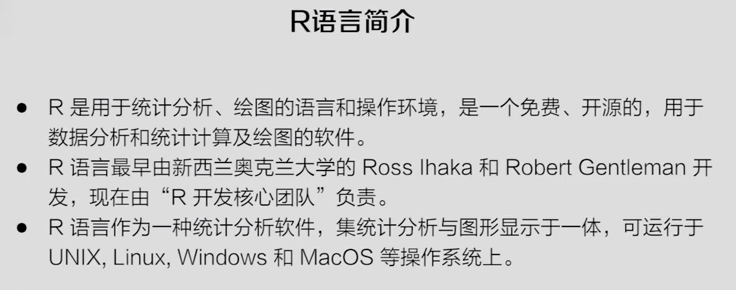 R语言简介
● R 是用于统计分析、绘图的语言和操作环境，是一个免费、开源的，用于
数据分析和统计计算及绘图的软件。
● R 语言最早由新西兰奥克兰大学的 Ross Ihaka 和 Robert Gentleman 开
发，现在由“R 开发核心团队”负责。
● R 语言作为一种统计分析软件，集统计分析与图形显示于一体，可运行于
UNIX, Linux, Windows 和 MacOS 等操作系统上。